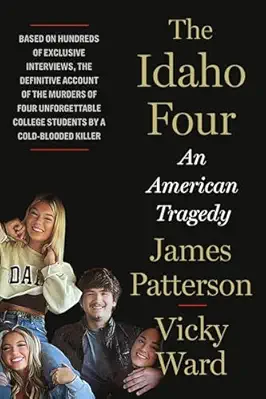 BASED ON HUNDREDS
OF EXCLUSIVE
INTERVIEWS, THE
DEFINITIVE ACCOUNT
OF THE MURDERS OF
FOUR UNFORGETTABLE
COLLEGE STUDENTS BY A
COLD-BLOODED KILLER
The
Idaho
Four
An
American
Tragedy
James
Patterson
Vicky
Ward
DA